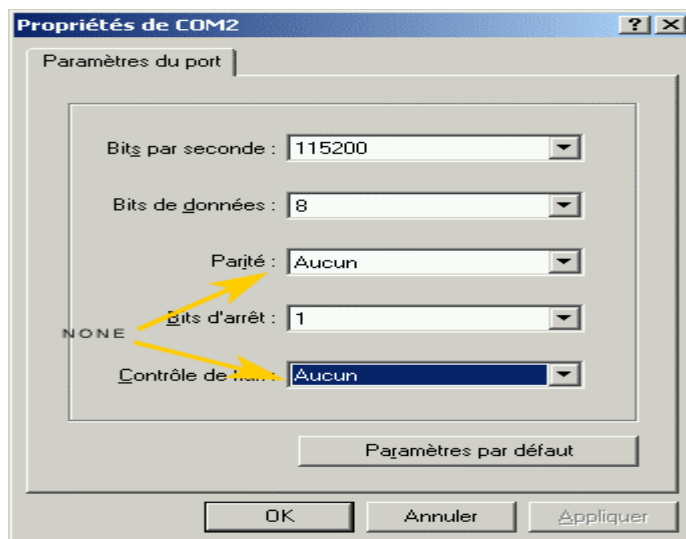 Propriétés de COM2
Paramètres du port
Bits par seconde : 115200
Bits de données : 8
Parité : Aucun
Bits d'arrêt : 1
NONE
Contrôle de Aucun
Paramètres par défaut
OK Annuler Appliquer